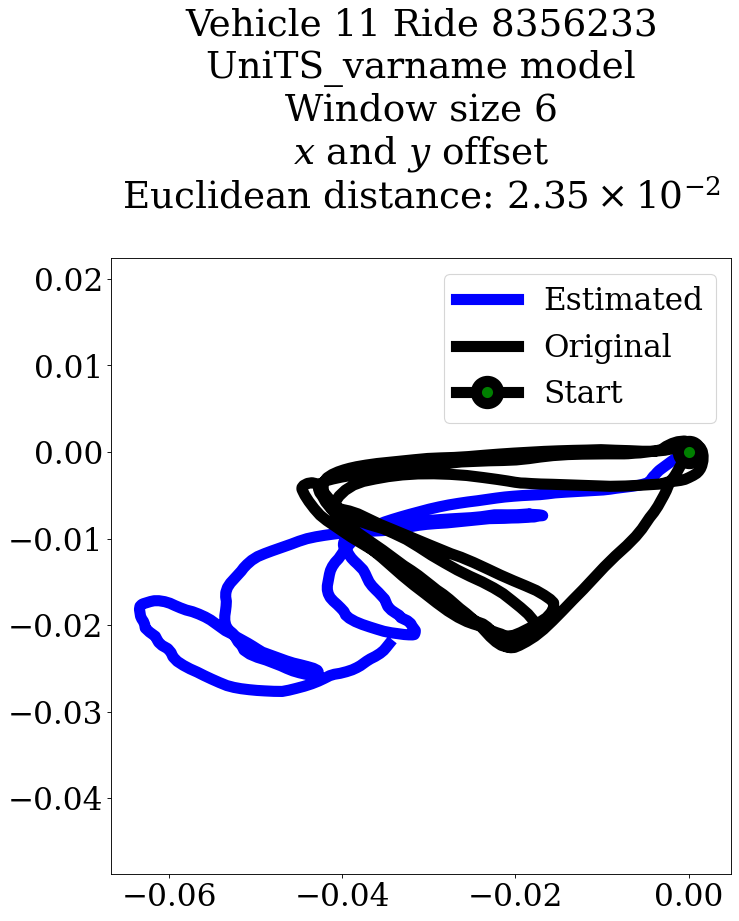 Vehicle 11 Ride 8356233
UniTS_varname model
Window size 6
x and y offset
Euclidean distance: 2.35 × 10⁻²
Estimated
Original
Start
0.02
0.01
0.00
−0.01
−0.02
−0.03
−0.04
−0.06 −0.04 −0.02 0.00